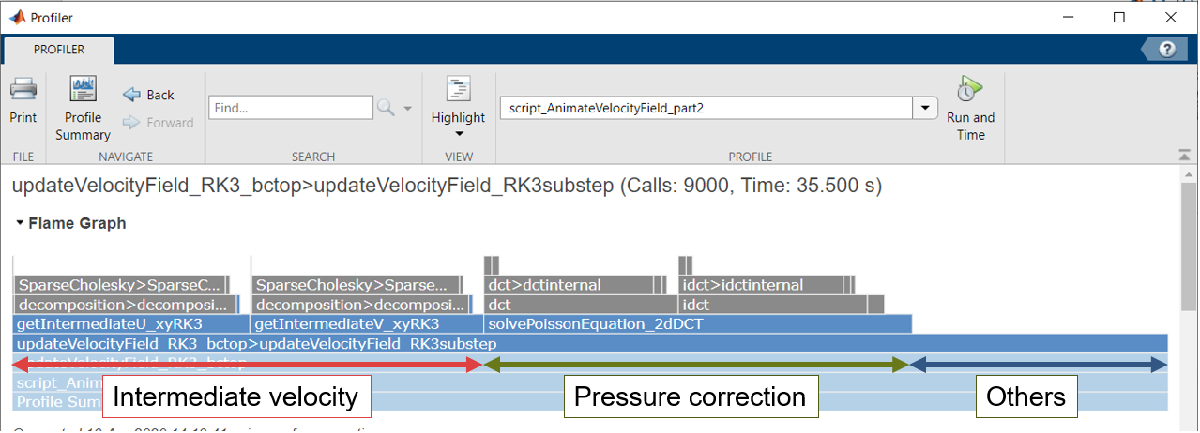 Profiler
PROFILER
Print
Profile Summary
Back
Forward
Find...
Highlight
script_AnimateVelocityField_part2
Run and Time
FILE
NAVIGATE
SEARCH
VIEW
PROFILE
updateVelocityField_RK3_bctop>updateVelocityField_RK3substep (Calls: 9000, Time: 35.500 s)
Flame Graph
SparseCholesky>SparseC...
SparseCholesky>Sparse...
dct>dctinternal
idct>idctinternal
decomposition>decomposi...
decomposition>decomposi...
dct
idct
getIntermediateU_xyRK3
getIntermediateV_xyRK3
solvePoissonEquation_2dDCT
updateVelocityField_RK3_bctop>updateVelocityField_RK3substep
updateVelocityField_RK3_bctop
script_Anim
Profile Sum
Intermediate velocity
Pressure correction
Others